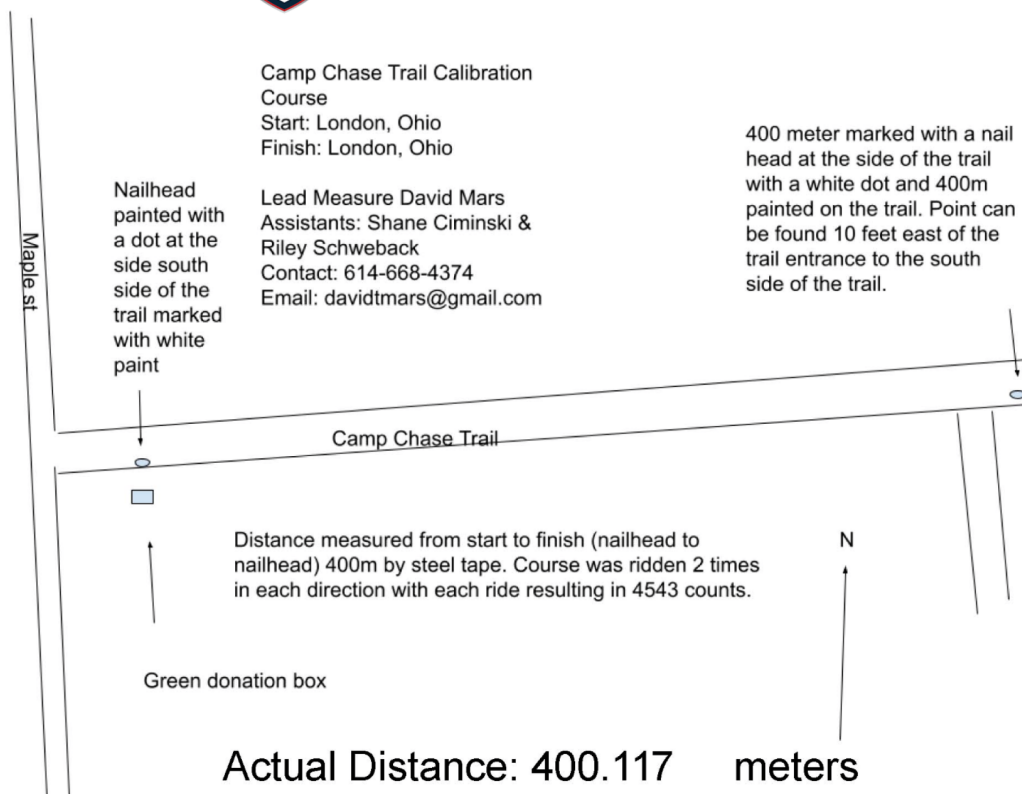 Camp Chase Trail Calibration
Course
Start: London, Ohio
Finish: London, Ohio
Lead Measure David Mars
Assistants: Shane Ciminski &
Riley Schweback
Contact: 614-668-4374
Email: davidtmars@gmail.com
400 meter marked with a nail
head at the side of the trail
with a white dot and 400m
painted on the trail. Point can
be found 10 feet east of the
trail entrance to the south
side of the trail.
Nailhead
painted with
a dot at the
side south
side of the
trail marked
with white
paint
Maple st
Camp Chase Trail
Distance measured from start to finish (nailhead to
nailhead) 400m by steel tape. Course was ridden 2 times
in each direction with each ride resulting in 4543 counts.
N
Green donation box
Actual Distance: 400.117 meters